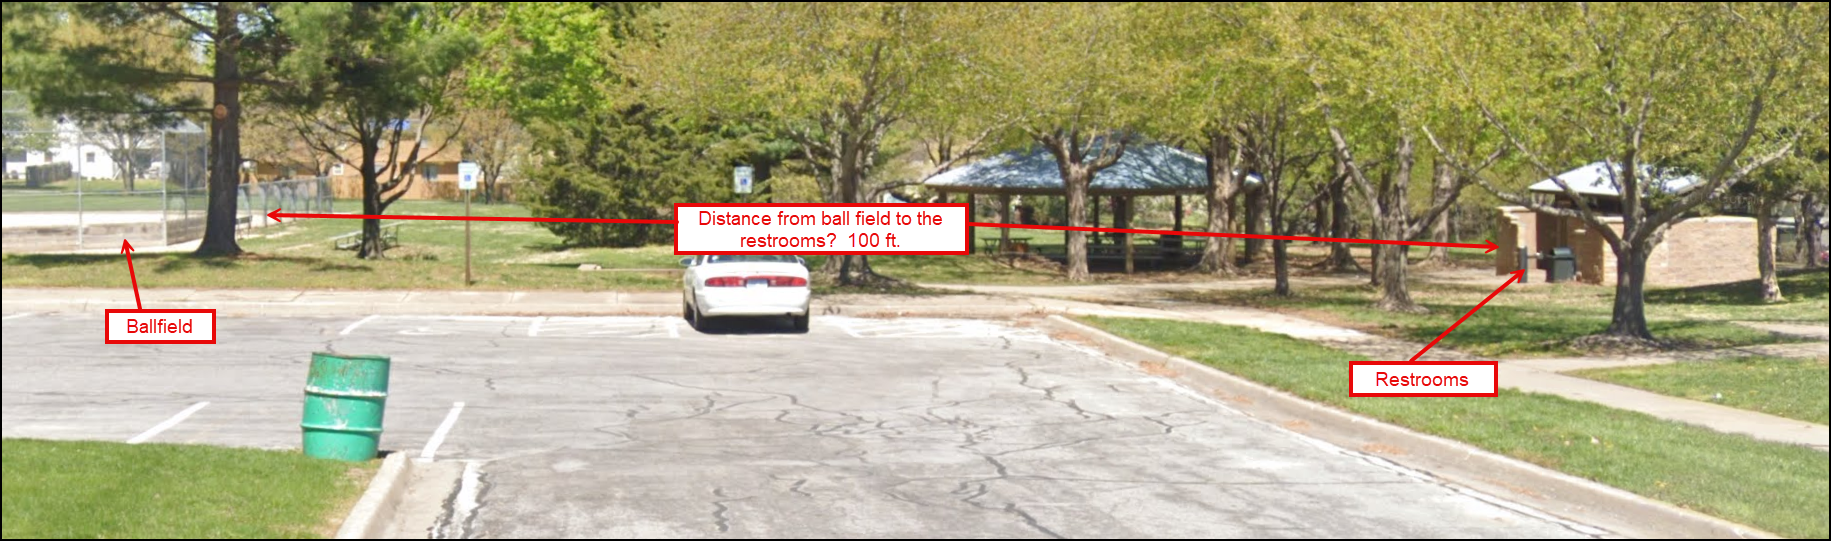 Distance from ball field to the
restrooms?  100 ft.
Ballfield
Restrooms